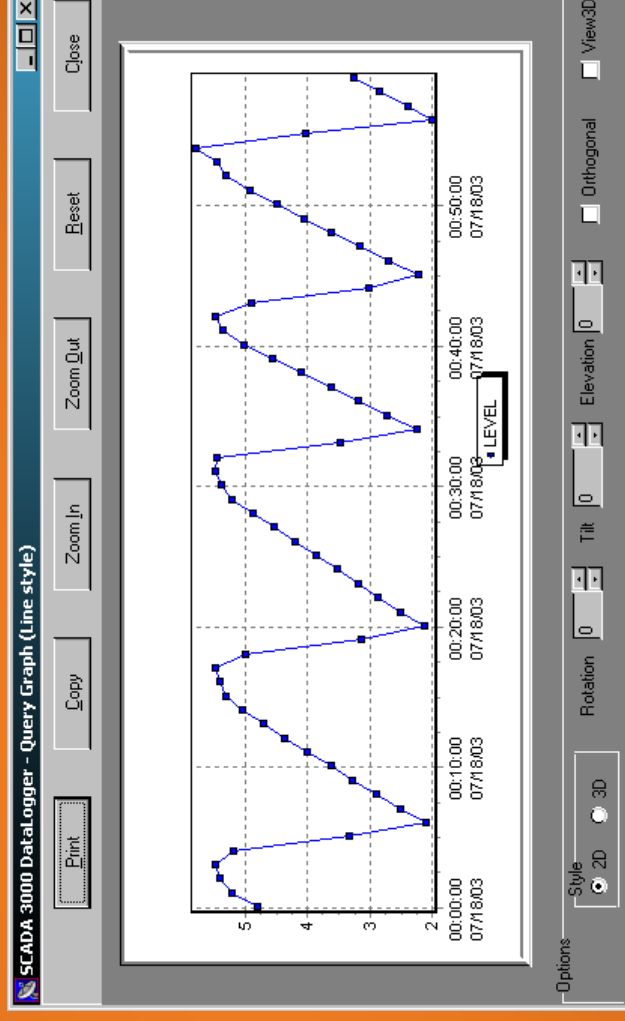 SCADA 3000 DataLogger - Query Graph (Line style)
Print Copy Zoom In Zoom Out Reset Close
5
4
3
2
00:00:00 00:10:00 00:20:00 00:30:00 00:40:00 00:50:00
07/18/03 07/18/03 07/18/03 07/18/03 07/18/03 07/18/03
LEVEL
Options
Style
2D 3D Rotation 0 Tilt 0 Elevation 0 Orthogonal View3D